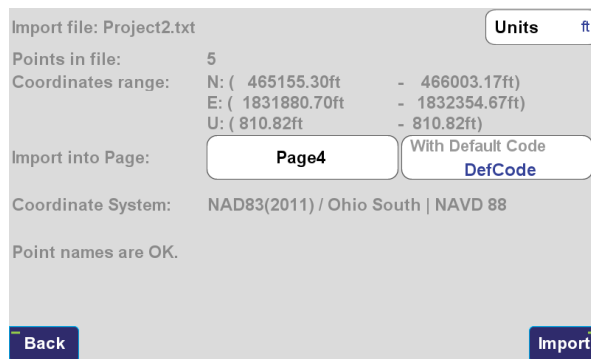 Import file: Project2.txt
Units ft
Points in file: 5
Coordinates range: N: ( 465155.30ft - 466003.17ft)
E: ( 1831880.70ft - 1832354.67ft)
U: ( 810.82ft - 810.82ft)
Import into Page: Page4 With Default Code
DefCode
Coordinate System: NAD83(2011) / Ohio South | NAVD 88
Point names are OK.
Back Import